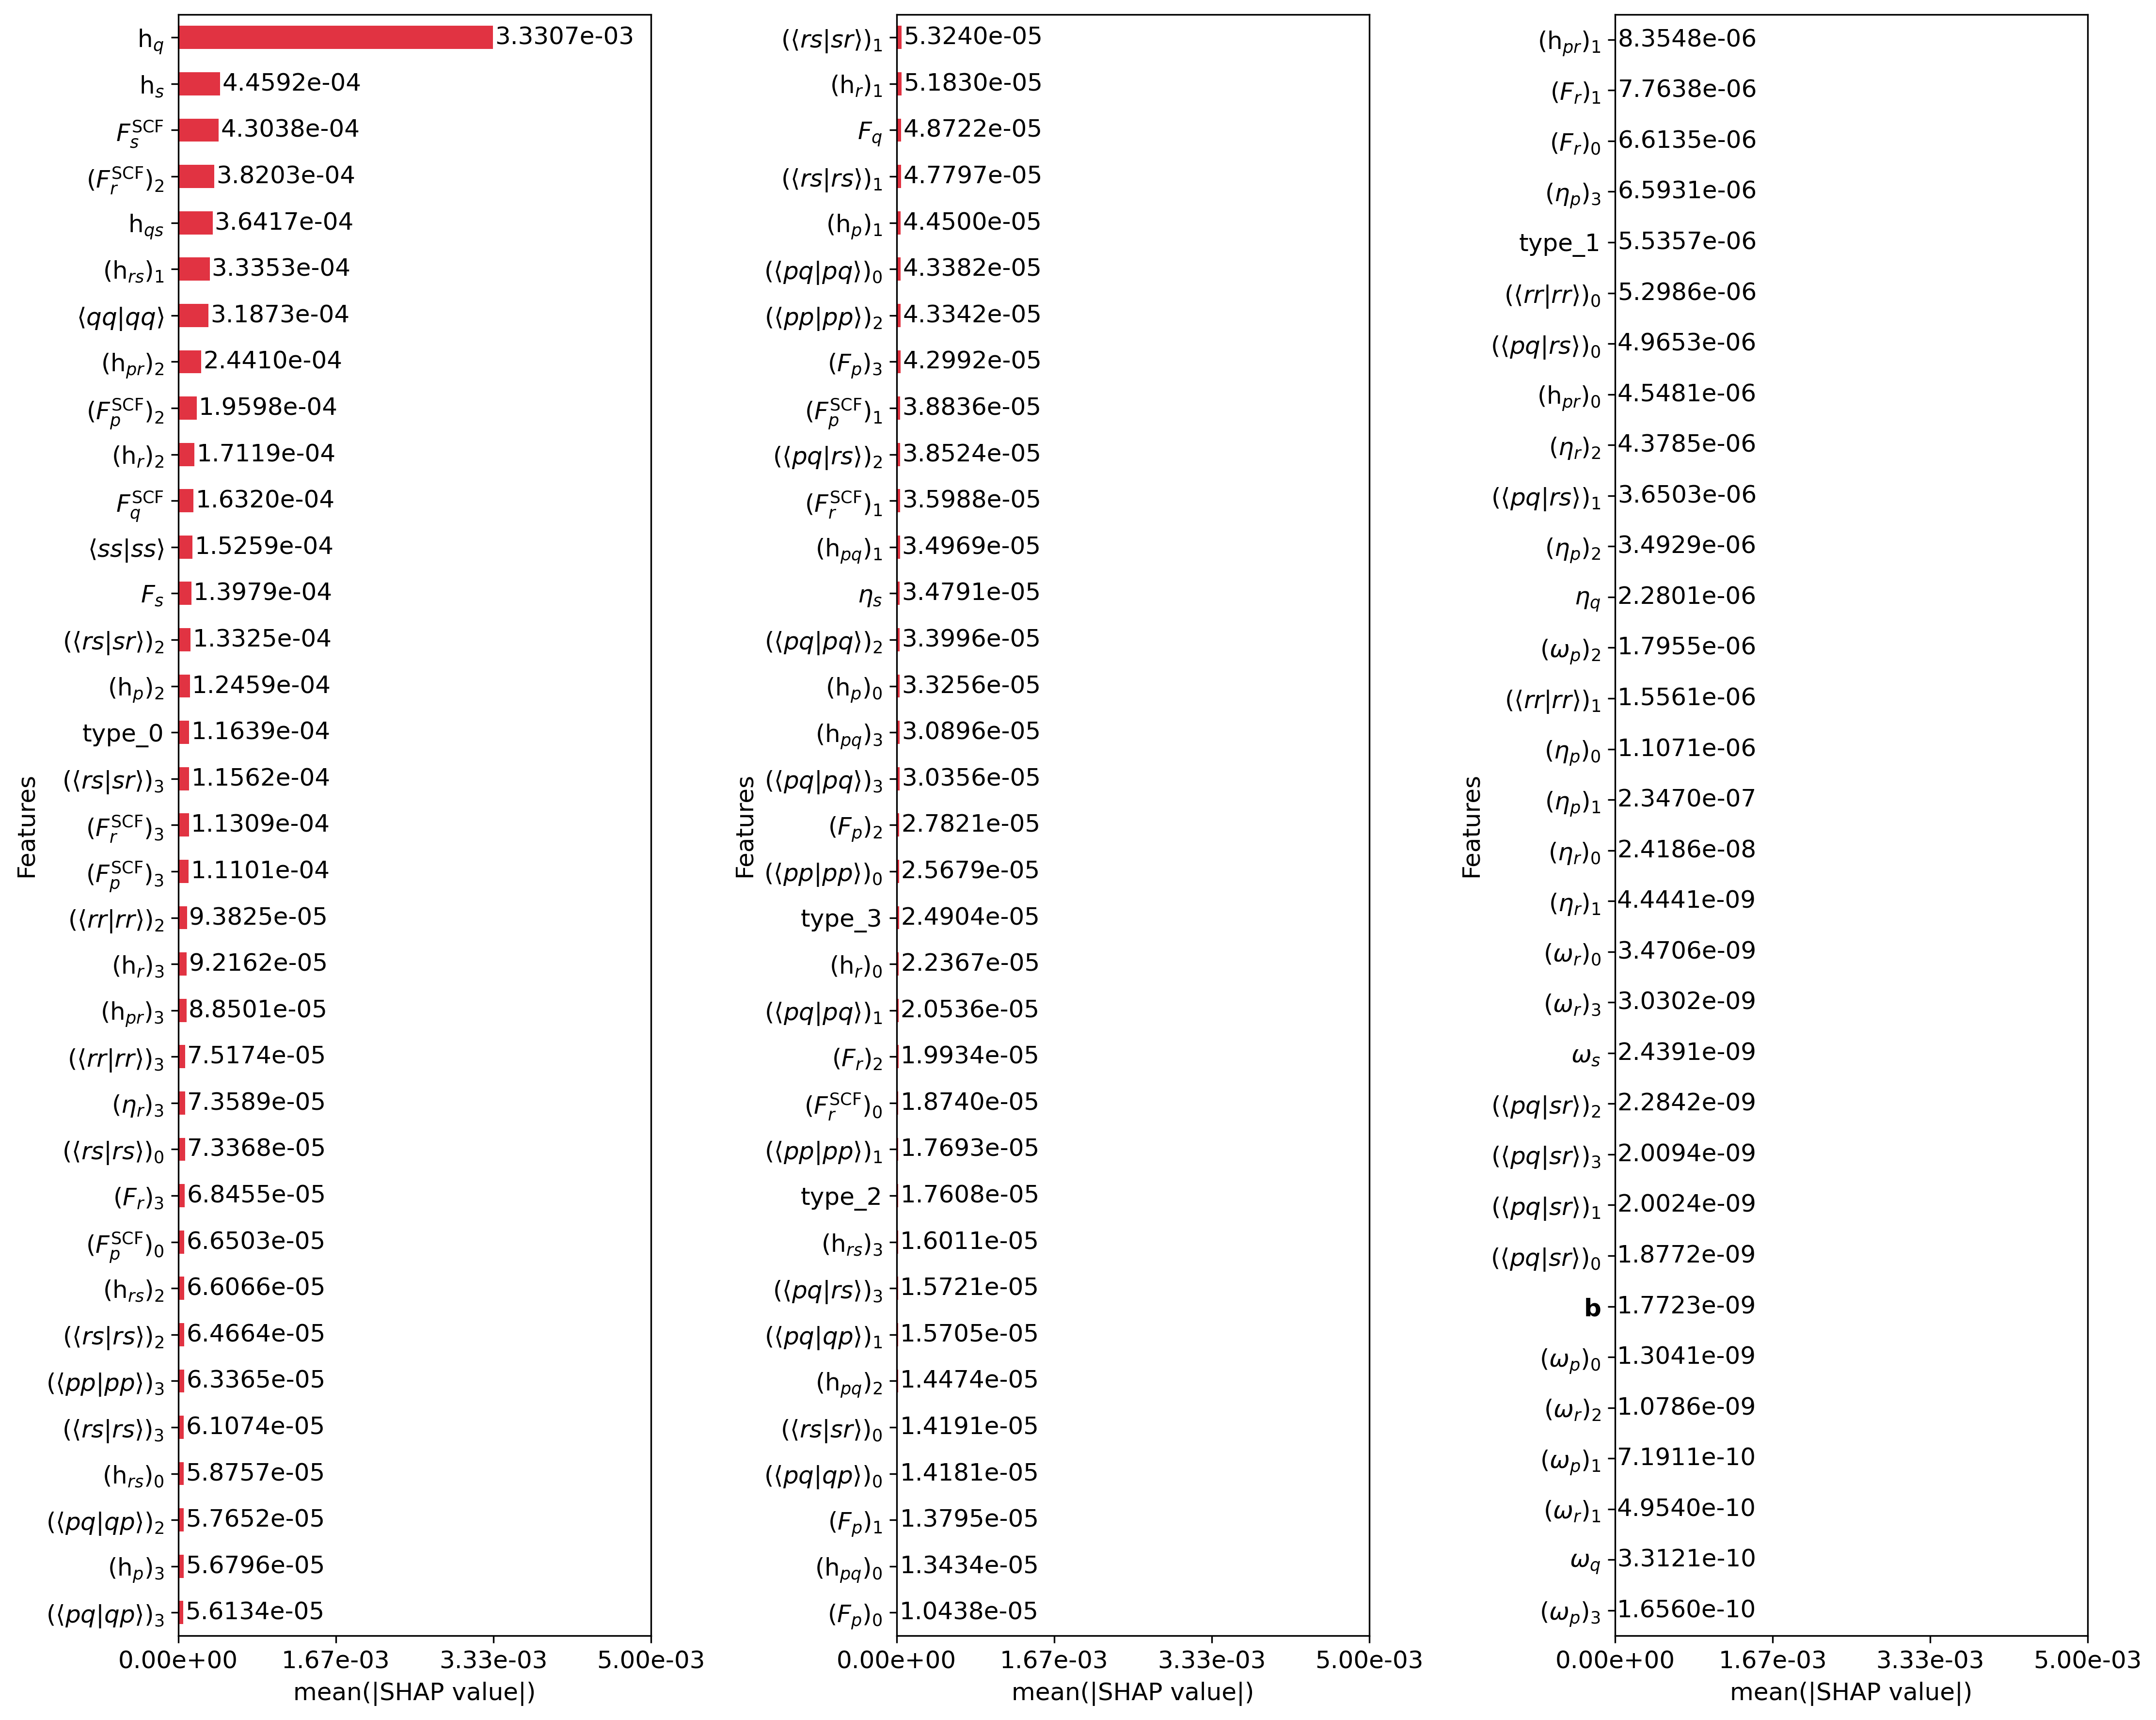 h_q 3.3307e-03
h_s 4.4592e-04
F_s^SCF 4.3038e-04
(F_r^SCF)_2 3.8203e-04
h_qs 3.6417e-04
(h_rs)_1 3.3353e-04
⟨qq|qq⟩ 3.1873e-04
(h_pr)_2 2.4410e-04
(F_p^SCF)_2 1.9598e-04
(h_r)_2 1.7119e-04
F_q^SCF 1.6320e-04
⟨ss|ss⟩ 1.5259e-04
F_s 1.3979e-04
(⟨rs|sr⟩)_2 1.3325e-04
(h_p)_2 1.2459e-04
type_0 1.1639e-04
(⟨rs|sr⟩)_3 1.1562e-04
(F_r^SCF)_3 1.1309e-04
(F_p^SCF)_3 1.1101e-04
(⟨rr|rr⟩)_2 9.3825e-05
(h_r)_3 9.2162e-05
(h_pr)_3 8.8501e-05
(⟨rr|rr⟩)_3 7.5174e-05
(η_r)_3 7.3589e-05
(⟨rs|rs⟩)_0 7.3368e-05
(F_r)_3 6.8455e-05
(F_p^SCF)_0 6.6503e-05
(h_rs)_2 6.6066e-05
(⟨rs|rs⟩)_2 6.4664e-05
(⟨pp|pp⟩)_3 6.3365e-05
(⟨rs|rs⟩)_3 6.1074e-05
(h_rs)_0 5.8757e-05
(⟨pq|qp⟩)_2 5.7652e-05
(h_p)_3 5.6796e-05
(⟨pq|qp⟩)_3 5.6134e-05
Features
0.00e+00 1.67e-03 3.33e-03 5.00e-03
mean(|SHAP value|)
(⟨rs|sr⟩)_1 5.3240e-05
(h_r)_1 5.1830e-05
F_q 4.8722e-05
(⟨rs|rs⟩)_1 4.7797e-05
(h_p)_1 4.4500e-05
(⟨pq|pq⟩)_0 4.3382e-05
(⟨pp|pp⟩)_2 4.3342e-05
(F_p)_3 4.2992e-05
(F_p^SCF)_1 3.8836e-05
(⟨pq|rs⟩)_2 3.8524e-05
(F_r^SCF)_1 3.5988e-05
(h_pq)_1 3.4969e-05
η_s 3.4791e-05
(⟨pq|pq⟩)_2 3.3996e-05
(h_p)_0 3.3256e-05
(h_pq)_3 3.0896e-05
(⟨pq|pq⟩)_3 3.0356e-05
(F_p)_2 2.7821e-05
(⟨pp|pp⟩)_0 2.5679e-05
type_3 2.4904e-05
(h_r)_0 2.2367e-05
(⟨pq|pq⟩)_1 2.0536e-05
(F_r)_2 1.9934e-05
(F_r^SCF)_0 1.8740e-05
(⟨pp|pp⟩)_1 1.7693e-05
type_2 1.7608e-05
(h_rs)_3 1.6011e-05
(⟨pq|rs⟩)_3 1.5721e-05
(⟨pq|qp⟩)_1 1.5705e-05
(h_pq)_2 1.4474e-05
(⟨rs|sr⟩)_0 1.4191e-05
(⟨pq|qp⟩)_0 1.4181e-05
(F_p)_1 1.3795e-05
(h_pq)_0 1.3434e-05
(F_p)_0 1.0438e-05
Features
0.00e+00 1.67e-03 3.33e-03 5.00e-03
mean(|SHAP value|)
(h_pr)_1 8.3548e-06
(F_r)_1 7.7638e-06
(F_r)_0 6.6135e-06
(η_p)_3 6.5931e-06
type_1 5.5357e-06
(⟨rr|rr⟩)_0 5.2986e-06
(⟨pq|rs⟩)_0 4.9653e-06
(h_pr)_0 4.5481e-06
(η_r)_2 4.3785e-06
(⟨pq|rs⟩)_1 3.6503e-06
(η_p)_2 3.4929e-06
η_q 2.2801e-06
(ω_p)_2 1.7955e-06
(⟨rr|rr⟩)_1 1.5561e-06
(η_p)_0 1.1071e-06
(η_p)_1 2.3470e-07
(η_r)_0 2.4186e-08
(η_r)_1 4.4441e-09
(ω_r)_0 3.4706e-09
(ω_r)_3 3.0302e-09
ω_s 2.4391e-09
(⟨pq|sr⟩)_2 2.2842e-09
(⟨pq|sr⟩)_3 2.0094e-09
(⟨pq|sr⟩)_1 2.0024e-09
(⟨pq|sr⟩)_0 1.8772e-09
b 1.7723e-09
(ω_p)_0 1.3041e-09
(ω_r)_2 1.0786e-09
(ω_p)_1 7.1911e-10
(ω_r)_1 4.9540e-10
ω_q 3.3121e-10
(ω_p)_3 1.6560e-10
Features
0.00e+00 1.67e-03 3.33e-03 5.00e-03
mean(|SHAP value|)